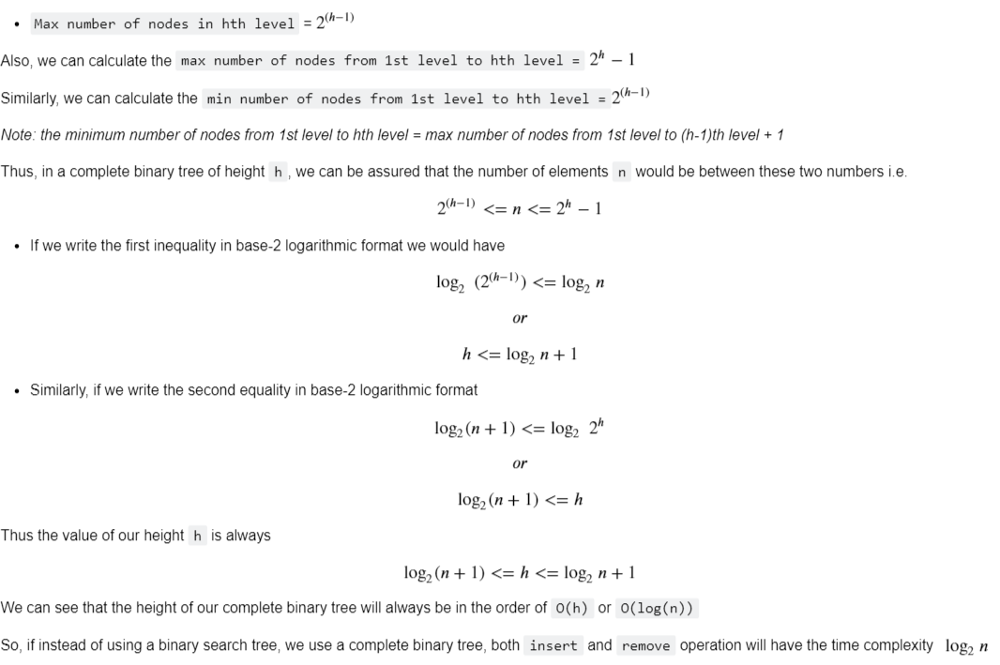 • Max number of nodes in hth level = 2^(h−1)
Also, we can calculate the max number of nodes from 1st level to hth level = 2^h − 1
Similarly, we can calculate the min number of nodes from 1st level to hth level = 2^(h−1)
Note: the minimum number of nodes from 1st level to hth level = max number of nodes from 1st level to (h-1)th level + 1
Thus, in a complete binary tree of height h , we can be assured that the number of elements n would be between these two numbers i.e.
2^(h−1) <= n <= 2^h − 1
• If we write the first inequality in base-2 logarithmic format we would have
log₂ (2^(h−1)) <= log₂ n
or
h <= log₂ n + 1
• Similarly, if we write the second equality in base-2 logarithmic format
log₂(n + 1) <= log₂ 2^h
or
log₂(n + 1) <= h
Thus the value of our height h is always
log₂(n + 1) <= h <= log₂ n + 1
We can see that the height of our complete binary tree will always be in the order of O(h) or O(log(n))
So, if instead of using a binary search tree, we use a complete binary tree, both insert and remove operation will have the time complexity log₂ n